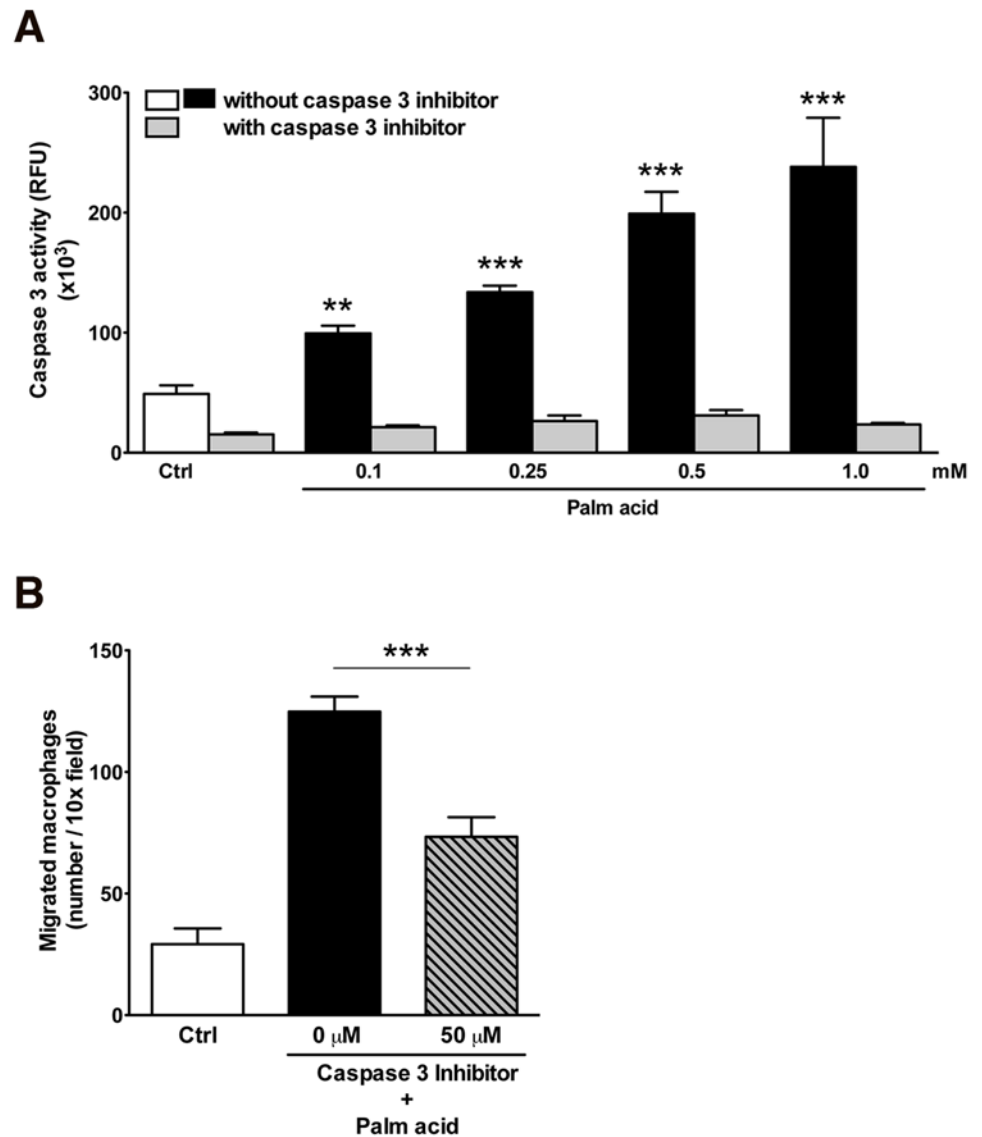 A
300
200
100
0
Caspase 3 activity (RFU)
(x10³)
without caspase 3 inhibitor
with caspase 3 inhibitor
**
***
***
***
Ctrl 0.1 0.25 0.5 1.0 mM
Palm acid
B
150
100
50
0
Migrated macrophages
(number / 10x field)
***
Ctrl 0 μM 50 μM
Caspase 3 Inhibitor
+
Palm acid